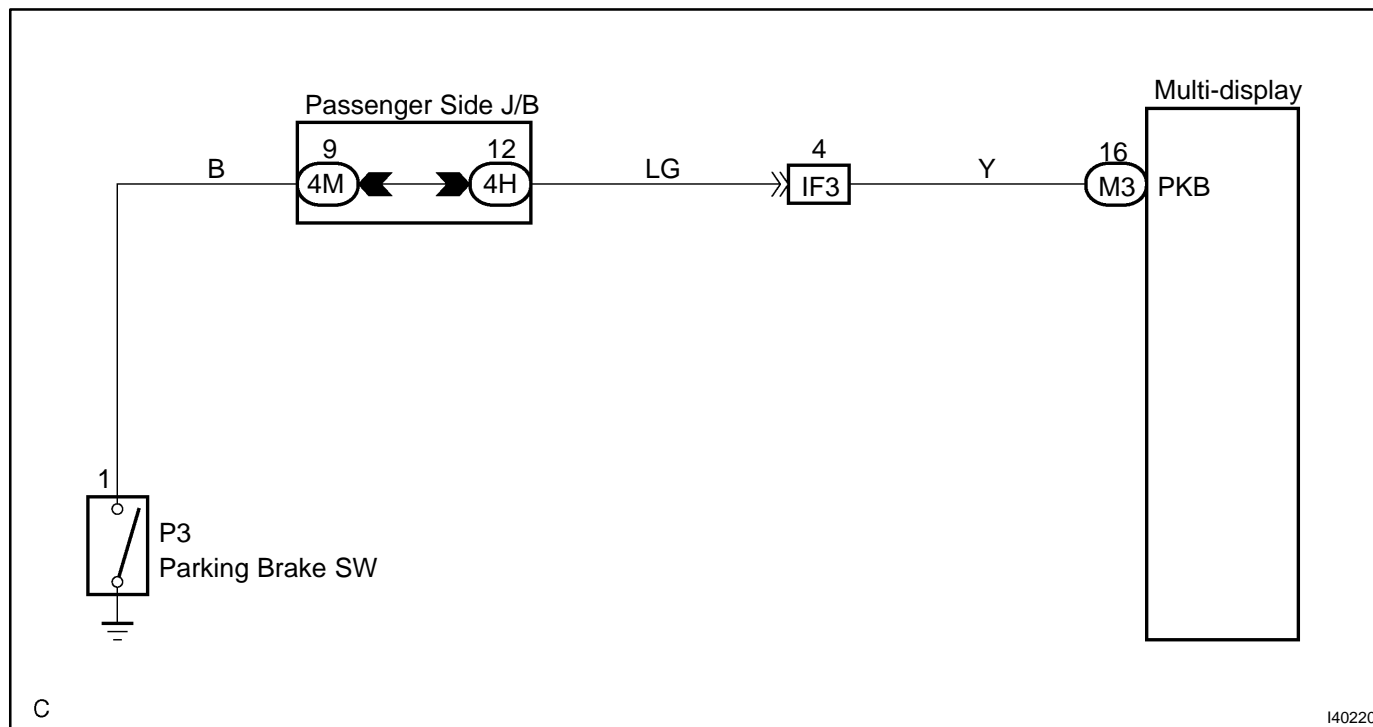 Multi-display
Passenger Side J/B
9
12
4
16
B
4M
4H
LG
IF3
Y
M3
PKB
1
P3
Parking Brake SW
C
I40220